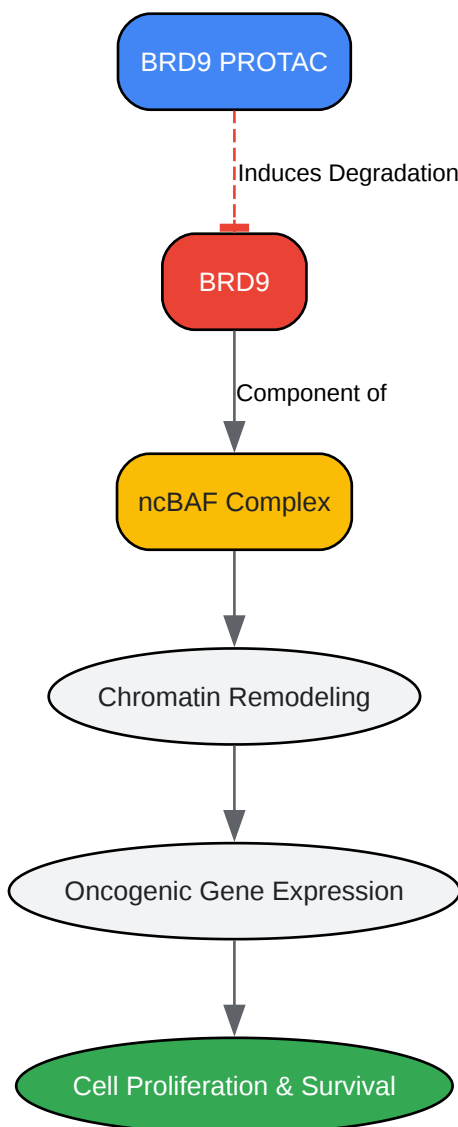 BRD9 PROTAC
Induces Degradation
BRD9
Component of
ncBAF Complex
Chromatin Remodeling
Oncogenic Gene Expression
Cell Proliferation & Survival